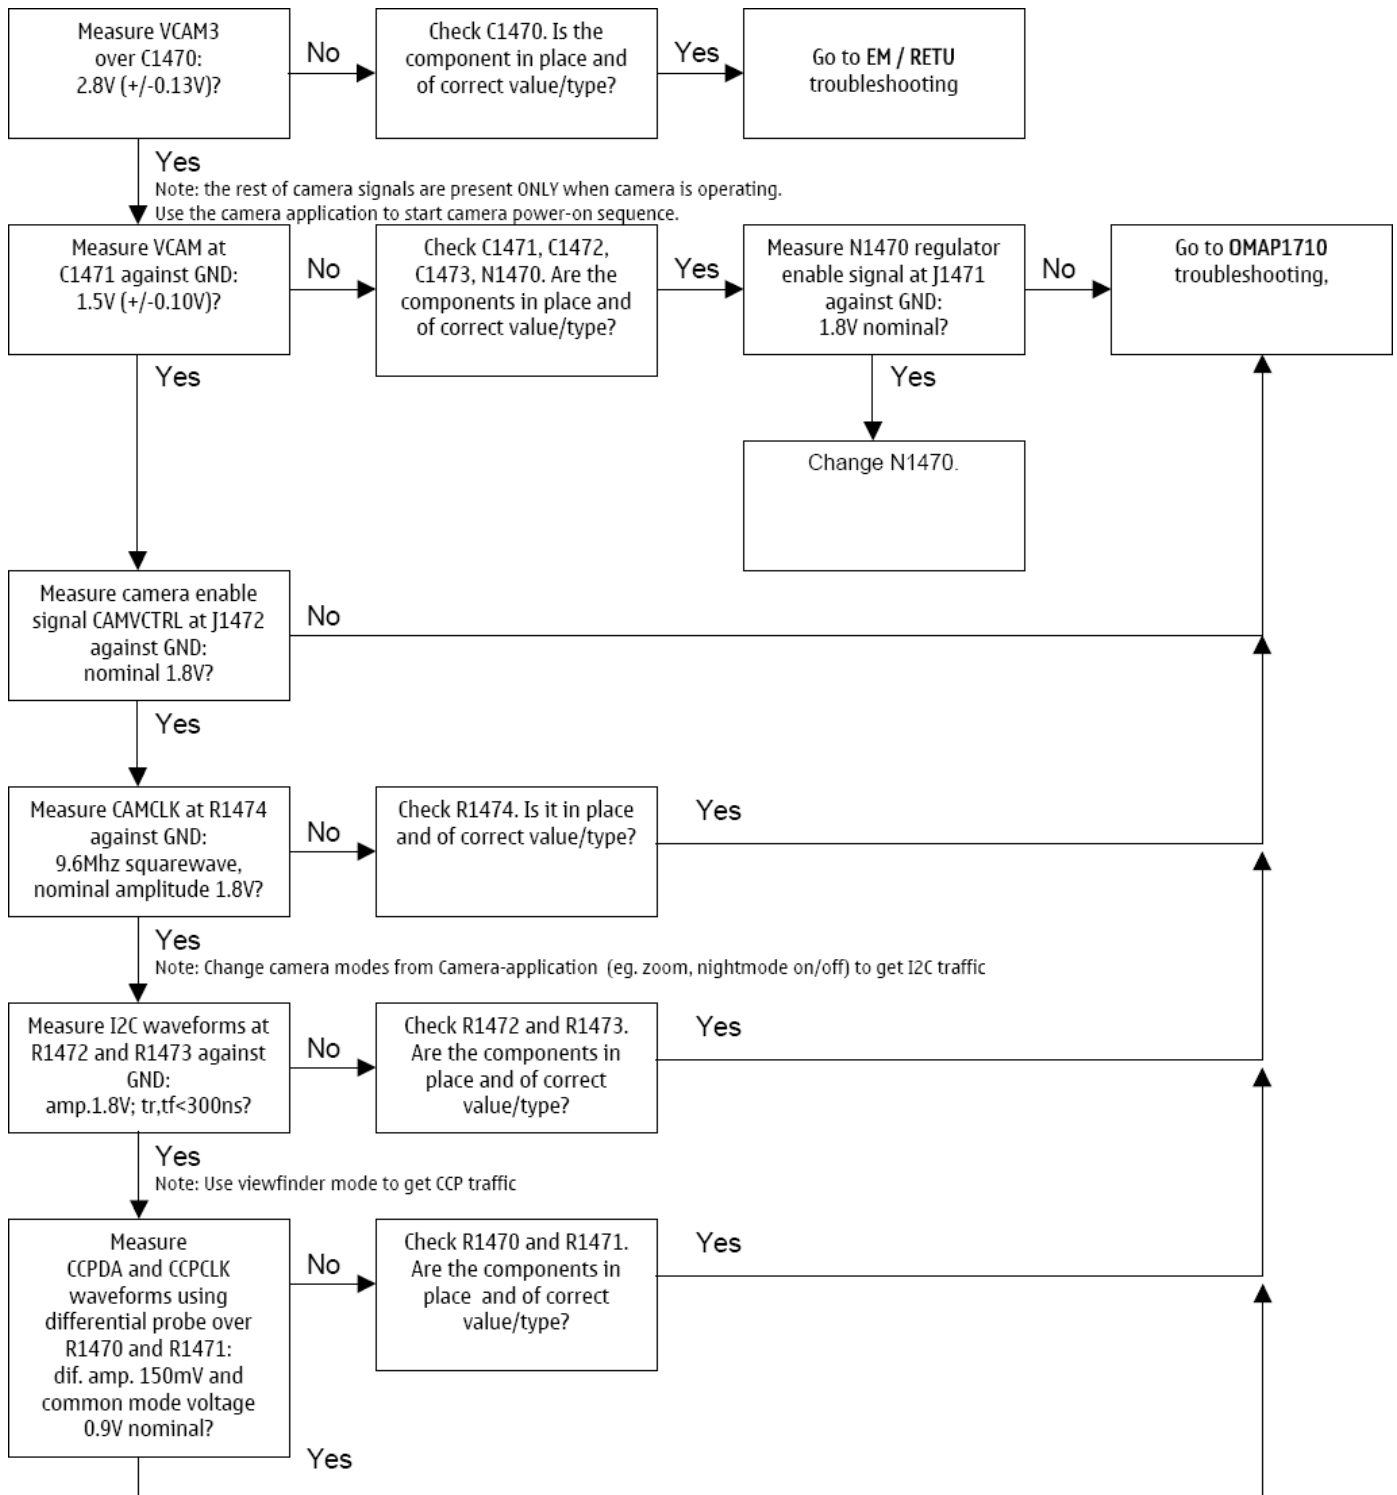 Measure VCAM3
over C1470:
2.8V (+/-0.13V)?
No
Check C1470. Is the
component in place and
of correct value/type?
Yes
Go to EM / RETU
troubleshooting
Yes
Note: the rest of camera signals are present ONLY when camera is operating.
Use the camera application to start camera power-on sequence.
Measure VCAM at
C1471 against GND:
1.5V (+/-0.10V)?
No
Check C1471, C1472,
C1473, N1470. Are the
components in place and
of correct value/type?
Yes
Measure N1470 regulator
enable signal at J1471
against GND:
1.8V nominal?
No
Go to OMAP1710
troubleshooting,
Yes
Yes
Change N1470.
Measure camera enable
signal CAMVCTRL at J1472
against GND:
nominal 1.8V?
No
Yes
Measure CAMCLK at R1474
against GND:
9.6Mhz squarewave,
nominal amplitude 1.8V?
No
Check R1474. Is it in place
and of correct value/type?
Yes
Yes
Note: Change camera modes from Camera-application (eg. zoom, nightmode on/off) to get I2C traffic
Measure I2C waveforms at
R1472 and R1473 against
GND:
amp.1.8V; tr,tf<300ns?
No
Check R1472 and R1473.
Are the components in
place and of correct
value/type?
Yes
Yes
Note: Use viewfinder mode to get CCP traffic
Measure
CCPDA and CCPCLK
waveforms using
differential probe over
R1470 and R1471:
dif. amp. 150mV and
common mode voltage
0.9V nominal?
No
Check R1470 and R1471.
Are the components in
place and of correct
value/type?
Yes
Yes